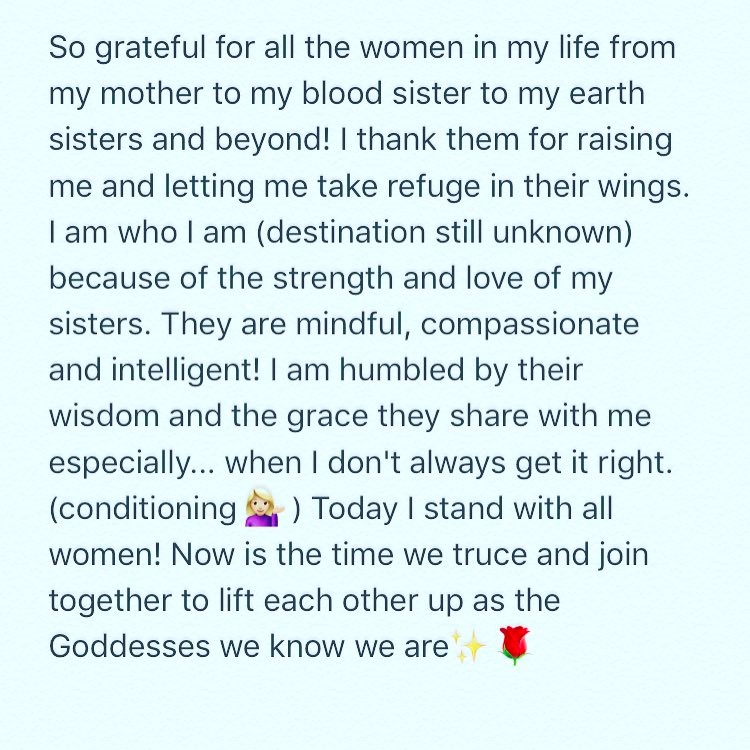 So grateful for all the women in my life from
my mother to my blood sister to my earth
sisters and beyond! I thank them for raising
me and letting me take refuge in their wings.
I am who I am (destination still unknown)
because of the strength and love of my
sisters. They are mindful, compassionate
and intelligent! I am humbled by their
wisdom and the grace they share with me
especially... when I don't always get it right.
(conditioning 💁🏼 ) Today I stand with all
women! Now is the time we truce and join
together to lift each other up as the
Goddesses we know we are✨ 🌹